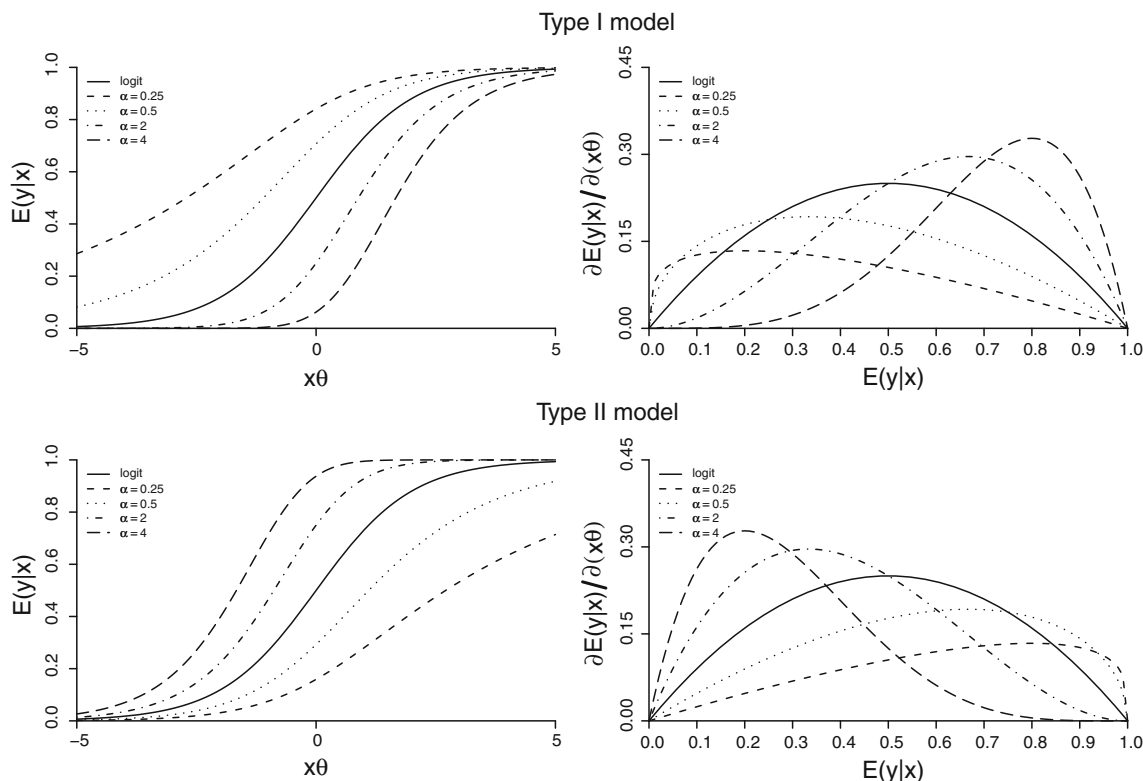 Type I model
E(y|x)
0.0 0.2 0.4 0.6 0.8 1.0
logit
α = 0.25
α = 0.5
α = 2
α = 4
−5 0 5
xθ
∂E(y|x)/∂(xθ)
0.00 0.15 0.30 0.45
logit
α = 0.25
α = 0.5
α = 2
α = 4
0.0 0.1 0.2 0.3 0.4 0.5 0.6 0.7 0.8 0.9 1.0
E(y|x)
Type II model
E(y|x)
0.0 0.2 0.4 0.6 0.8 1.0
logit
α = 0.25
α = 0.5
α = 2
α = 4
−5 0 5
xθ
∂E(y|x)/∂(xθ)
0.00 0.15 0.30 0.45
logit
α = 0.25
α = 0.5
α = 2
α = 4
0.0 0.1 0.2 0.3 0.4 0.5 0.6 0.7 0.8 0.9 1.0
E(y|x)